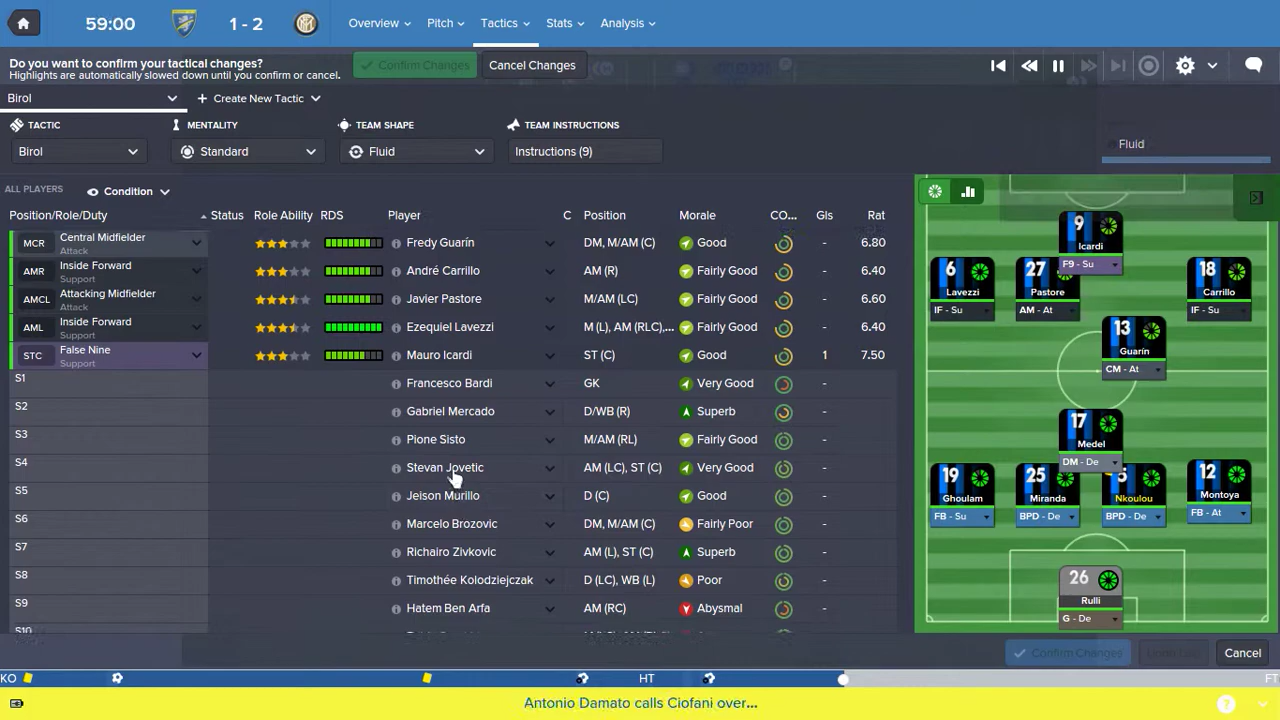 59:00
1 - 2
Overview
Pitch
Tactics
Stats
Analysis
Do you want to confirm your tactical changes?
Highlights are automatically slowed down until you confirm or cancel.
Confirm Changes
Cancel Changes
Birol
+ Create New Tactic
TACTIC
MENTALITY
TEAM SHAPE
TEAM INSTRUCTIONS
Birol
Standard
Fluid
Instructions (9)
Fluid
ALL PLAYERS
Condition
Position/Role/Duty Status Role Ability RDS Player C Position Morale CO... Gls Rat
MCR Central Midfielder Attack Fredy Guarín DM, M/AM (C) Good - 6.80
AMR Inside Forward Support André Carrillo AM (R) Fairly Good - 6.40
AMCL Attacking Midfielder Attack Javier Pastore M/AM (LC) Fairly Good - 6.60
AML Inside Forward Support Ezequiel Lavezzi M (L), AM (RLC),... Fairly Good - 6.40
STC False Nine Support Mauro Icardi ST (C) Good 1 7.50
S1 Francesco Bardi GK Very Good -
S2 Gabriel Mercado D/WB (R) Superb -
S3 Pione Sisto M/AM (RL) Fairly Good -
S4 Stevan Jovetic AM (LC), ST (C) Very Good -
S5 Jeison Murillo D (C) Good -
S6 Marcelo Brozovic DM, M/AM (C) Fairly Poor -
S7 Richairo Zivkovic AM (L), ST (C) Superb -
S8 Timothée Kolodziejczak D (LC), WB (L) Poor -
S9 Hatem Ben Arfa AM (RC) Abysmal -
S10
9
Icardi
F9 - Su
6
Lavezzi
IF - Su
27
Pastore
AM - At
18
Carrillo
IF - Su
13
Guarín
CM - At
17
Medel
DM - De
19
Ghoulam
FB - Su
25
Miranda
BPD - De
5
Nkoulou
BPD - De
12
Montoya
FB - At
26
Rulli
G - De
Confirm Changes
Cancel
KO
HT
FT
Antonio Damato calls Ciofani over...